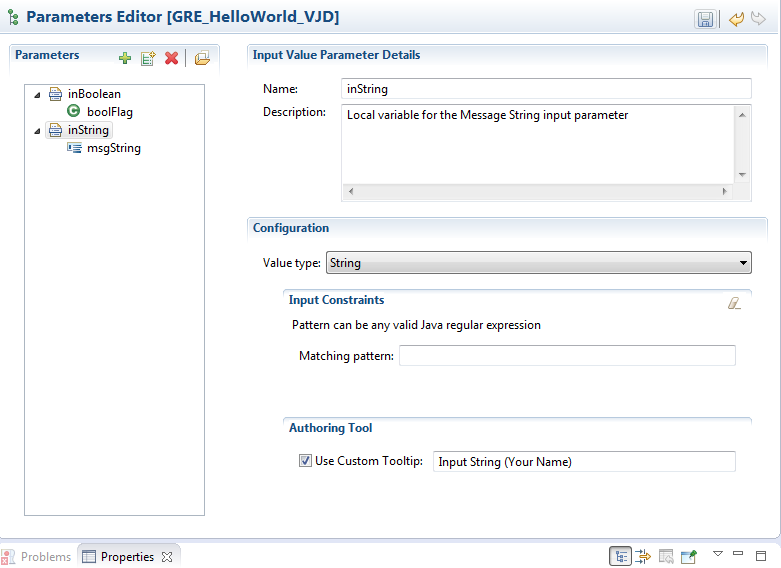 Parameters Editor [GRE_HelloWorld_VJD]
Parameters
inBoolean
boolFlag
inString
msgString
Input Value Parameter Details
Name: inString
Description: Local variable for the Message String input parameter
Configuration
Value type: String
Input Constraints
Pattern can be any valid Java regular expression
Matching pattern:
Authoring Tool
Use Custom Tooltip: Input String (Your Name)
Problems Properties